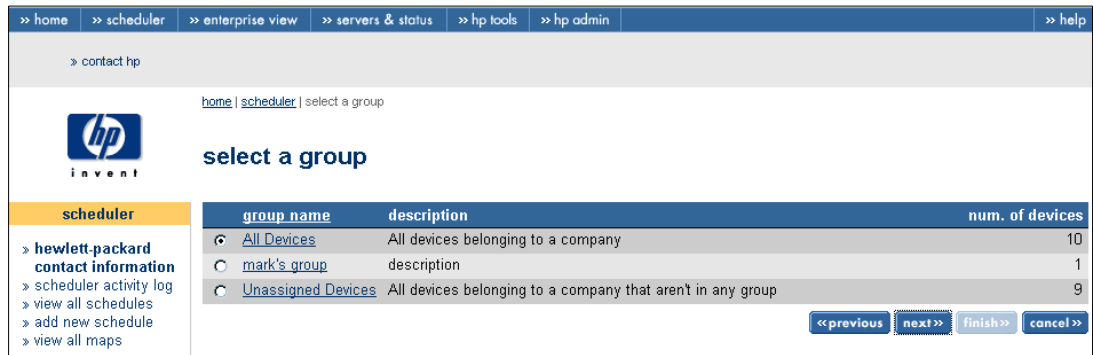 » home » scheduler » enterprise view » servers & status » hp tools » hp admin » help
» contact hp
home | scheduler | select a group
hp
invent
select a group
scheduler
» hewlett-packard
contact information
» scheduler activity log
» view all schedules
» add new schedule
» view all maps
group name description num. of devices
All Devices All devices belonging to a company 10
mark's group description 1
Unassigned Devices All devices belonging to a company that aren't in any group 9
«previous next» finish» cancel»